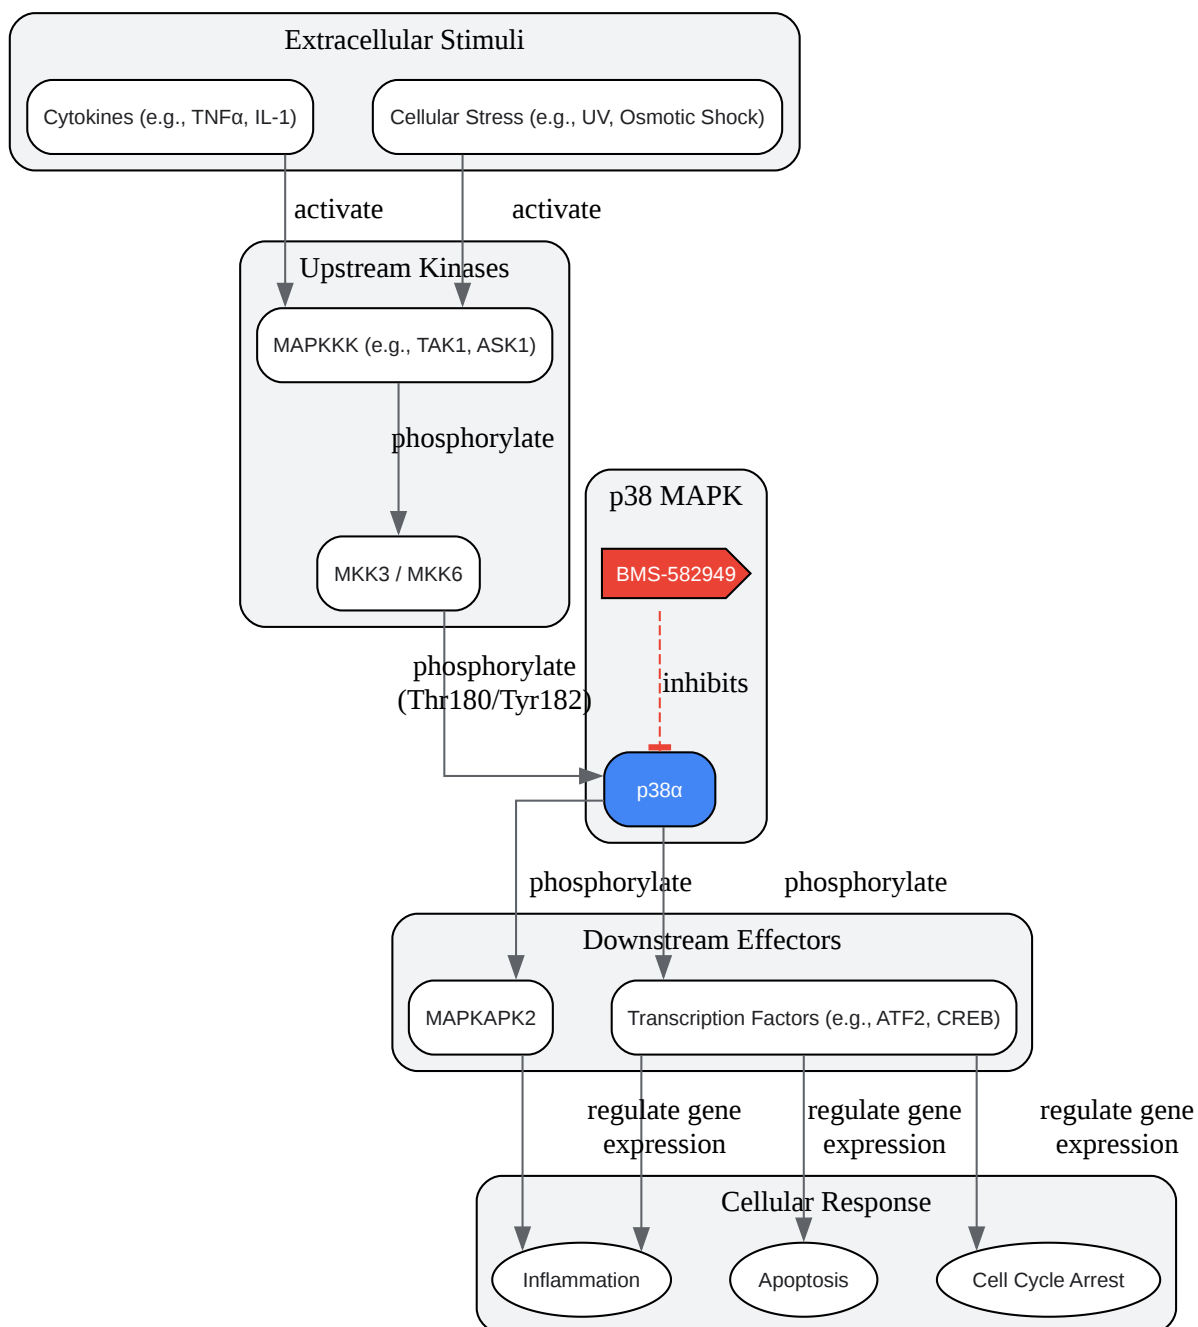 Extracellular Stimuli
Cytokines (e.g., TNFα, IL-1)
Cellular Stress (e.g., UV, Osmotic Shock)
activate
activate
Upstream Kinases
MAPKKK (e.g., TAK1, ASK1)
phosphorylate
p38 MAPK
BMS-582949
MKK3 / MKK6
phosphorylate
(Thr180/Tyr182)
inhibits
p38α
phosphorylate
phosphorylate
Downstream Effectors
MAPKAPK2
Transcription Factors (e.g., ATF2, CREB)
regulate gene
expression
regulate gene
expression
regulate gene
expression
Cellular Response
Inflammation
Apoptosis
Cell Cycle Arrest